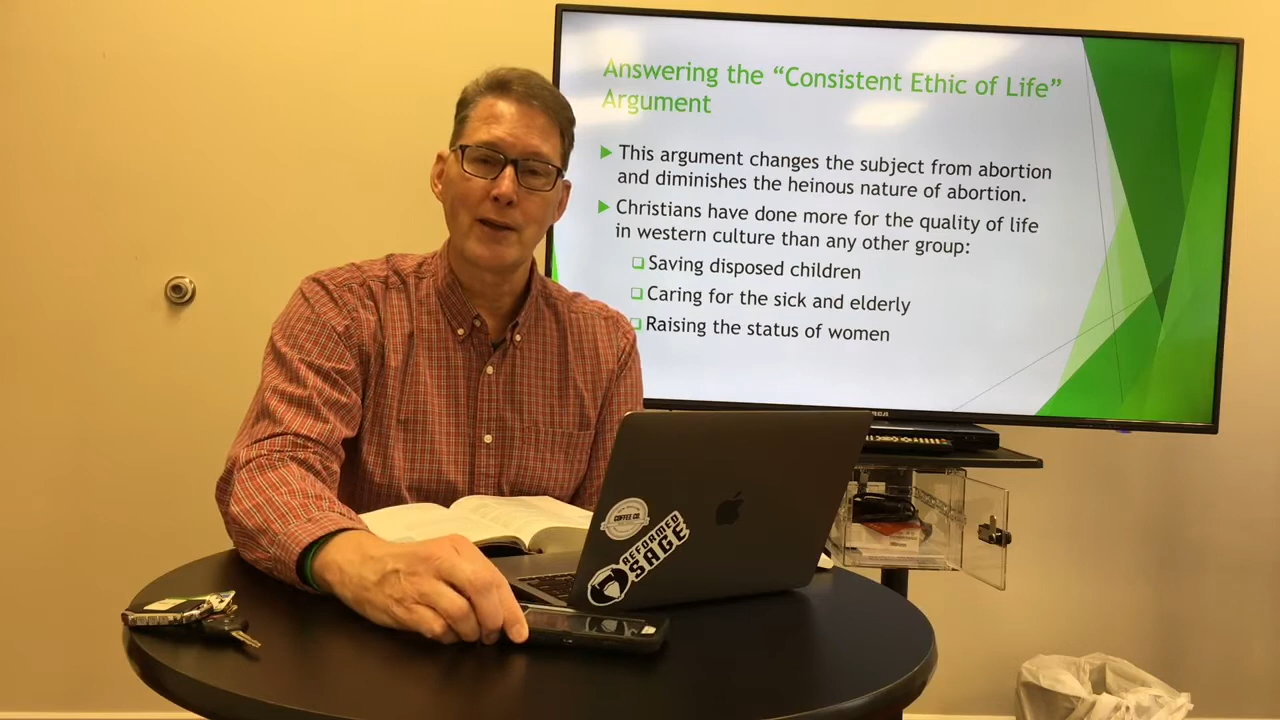 Answering the “Consistent Ethic of Life”
Argument
This argument changes the subject from abortion
and diminishes the heinous nature of abortion.
Christians have done more for the quality of life
in western culture than any other group:
Saving disposed children
Caring for the sick and elderly
Raising the status of women
RCA
COFFEE CO.
REFORMED
SAGE